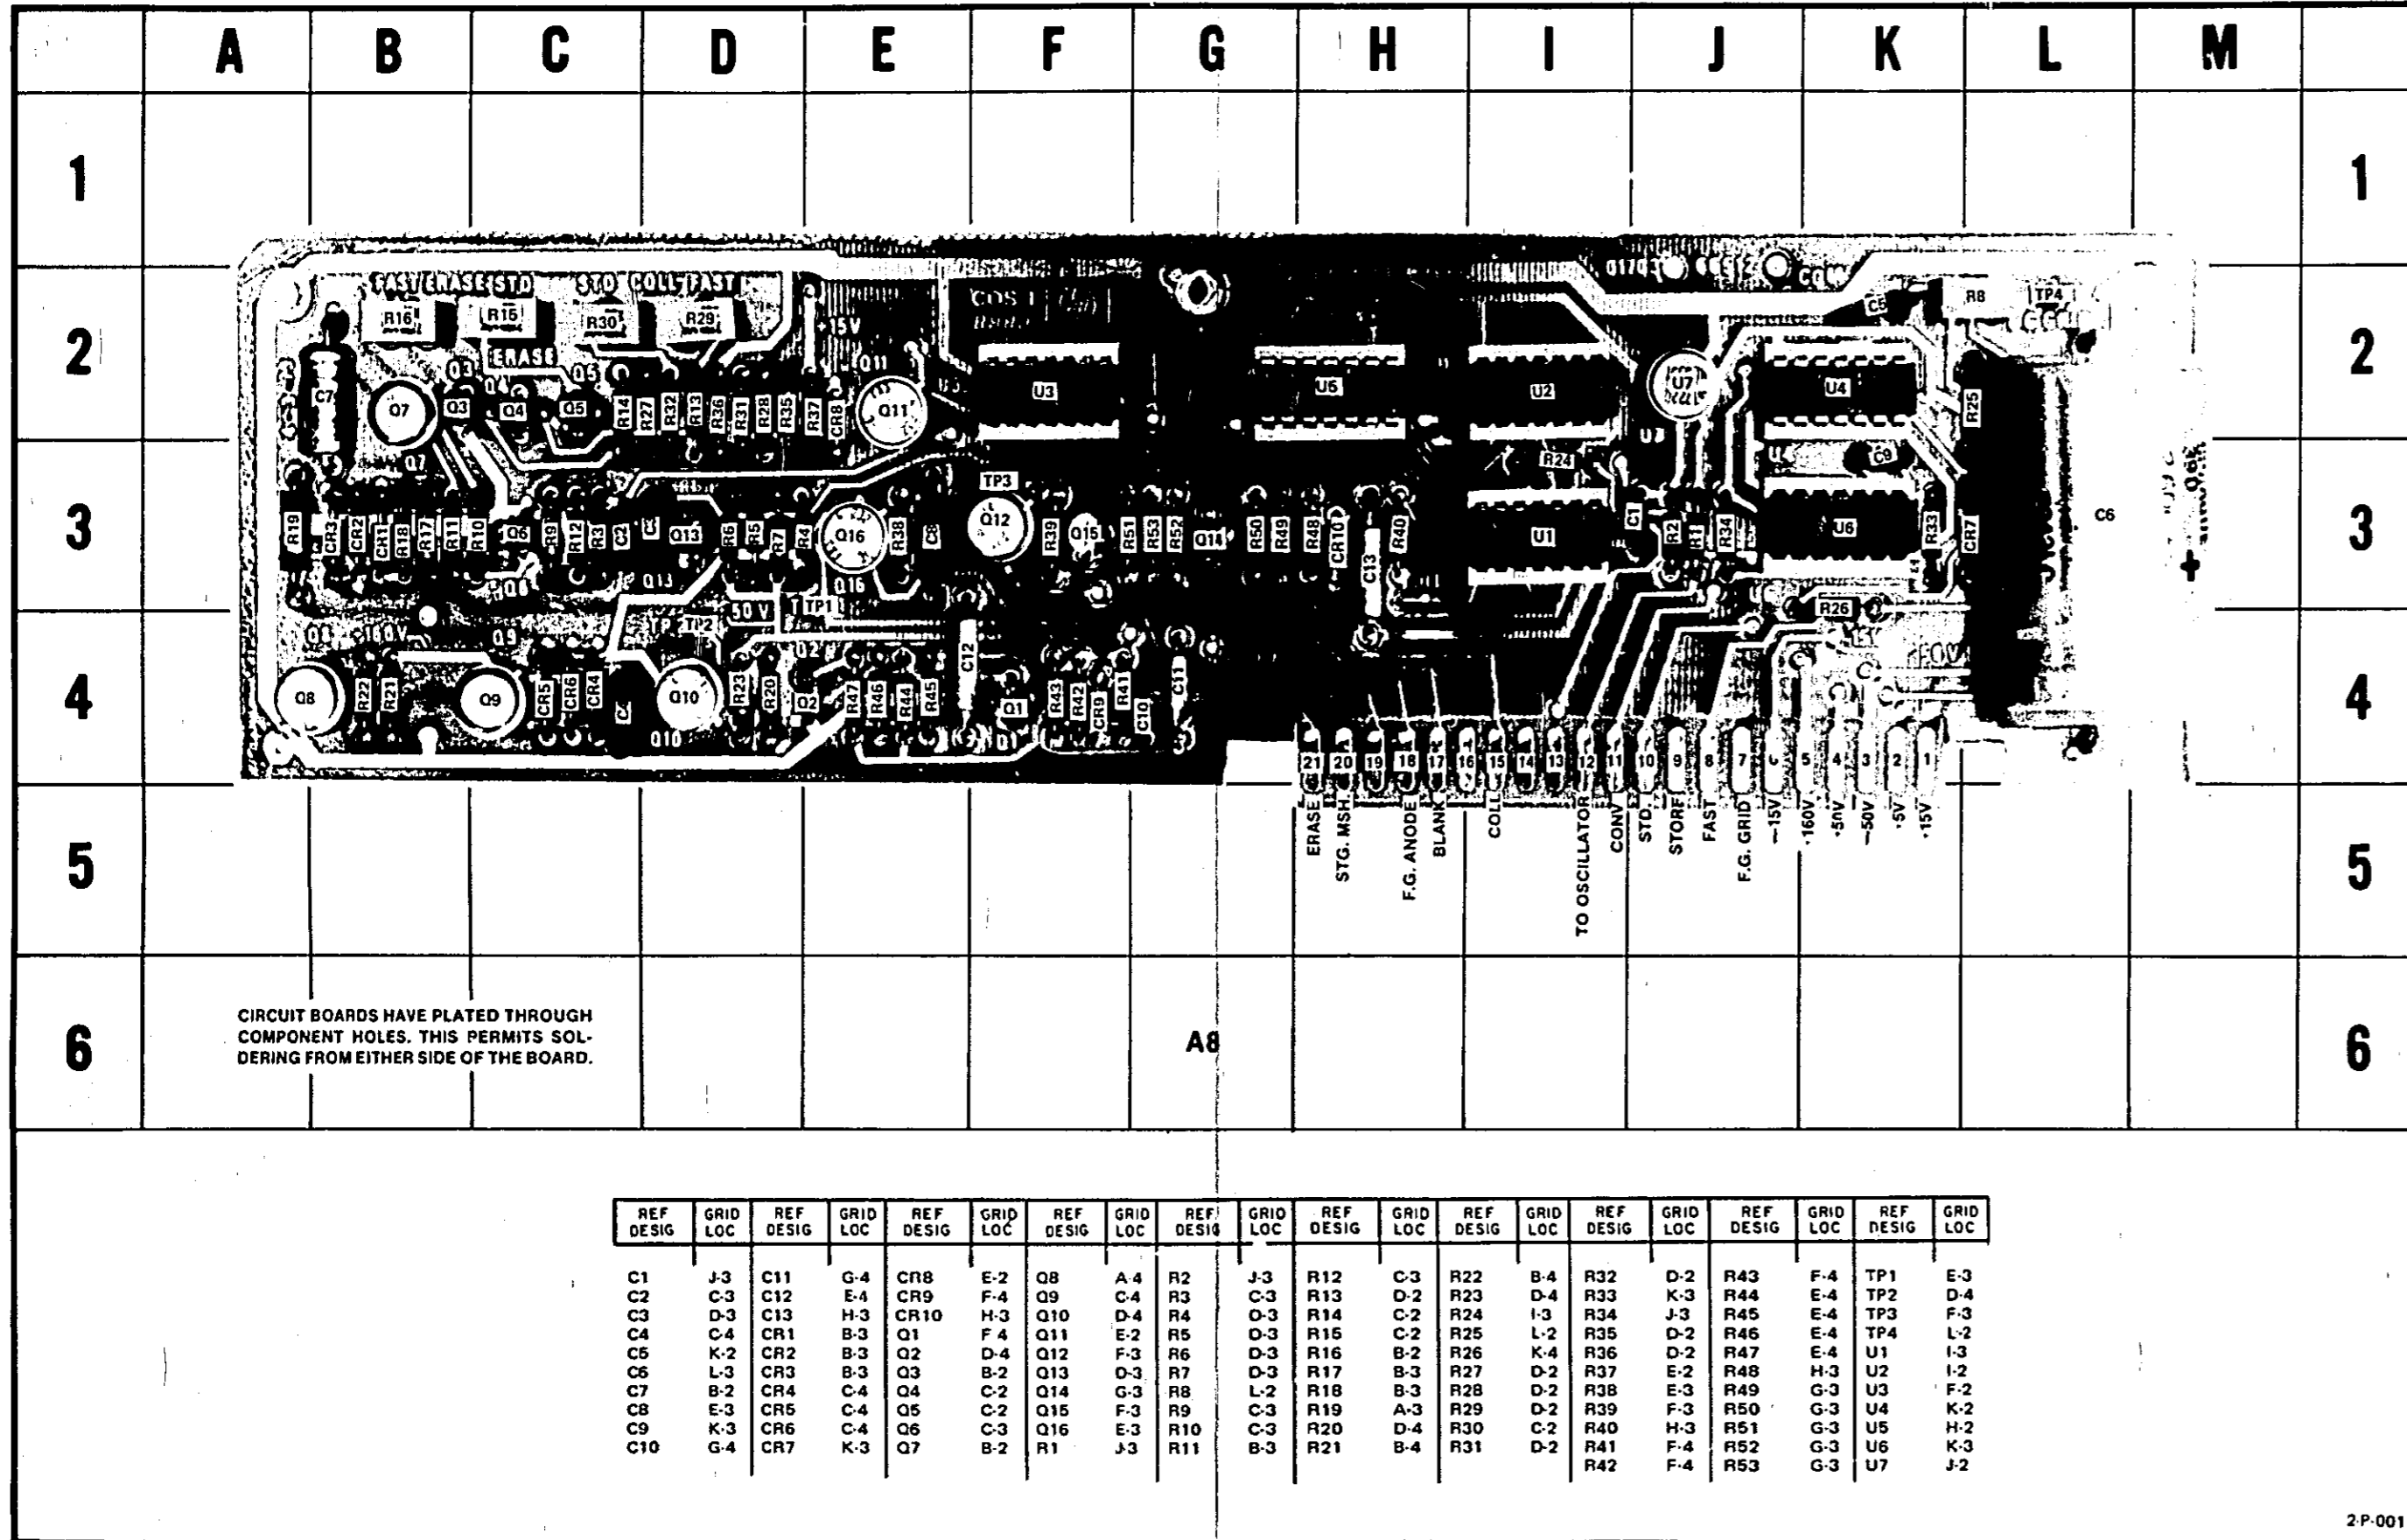 A B C D E F G H I J K L M
1 1
FAST ERASE STD STD COLL FAST COM
R16 R15 R30 R29 C5 R8 TP4
+15V
2 ERASE Q11 2
Q3 Q4 Q5
C7 Q7 Q3 Q4 Q5 R14 R27 R32 R13 R36 R31 R28 R35 R37 CR8 Q11 U3 U5 U2 U7 U4 R25
Q7 R24 U4 C9
TP3
3 R19 CR3 CR2 CR1 R18 R17 R11 R10 Q6 R9 R12 R3 C2 C3 Q13 R6 R5 R7 R4 Q16 R38 C8 Q12 R39 Q15 R51 R53 R52 Q14 R50 R49 R48 CR10 C13 R40 U1 C1 R2 R1 R34 U6 R33 CR7 C6 + 3
Q13 Q16
50 V TP1 R26
Q9 TP2 Q2 15V
4 Q8 R22 R21 Q9 CR5 CR6 CR4 C4 Q10 R23 R20 Q2 R47 R46 R44 R45 C12 Q1 R43 R42 CR9 R41 C10 C11 4
Q10 Q1
21 20 19 18 17 16 15 14 13 12 11 10 9 8 7 6 5 4 3 2 1
5 ERASE STG. MSH F.G. ANODE BLANK COLL TO OSCILLATOR CONV STD. STORE FAST F.G. GRID –15V +160V +50V –50V +5V +15V 5
CIRCUIT BOARDS HAVE PLATED THROUGH
COMPONENT HOLES. THIS PERMITS SOL-
DERING FROM EITHER SIDE OF THE BOARD.
6 A8 6
REF DESIG GRID LOC REF DESIG GRID LOC REF DESIG GRID LOC REF DESIG GRID LOC REF DESIG GRID LOC REF DESIG GRID LOC REF DESIG GRID LOC REF DESIG GRID LOC REF DESIG GRID LOC REF DESIG GRID LOC
C1 J-3 C11 G-4 CR8 E-2 Q8 A-4 R2 J-3 R12 C-3 R22 B-4 R32 D-2 R43 F-4 TP1 E-3
C2 C-3 C12 E-4 CR9 F-4 Q9 C-4 R3 C-3 R13 D-2 R23 D-4 R33 K-3 R44 E-4 TP2 D-4
C3 D-3 C13 H-3 CR10 H-3 Q10 D-4 R4 D-3 R14 C-2 R24 I-3 R34 J-3 R45 E-4 TP3 F-3
C4 C-4 CR1 B-3 Q1 F-4 Q11 E-2 R5 D-3 R15 C-2 R25 L-2 R35 D-2 R46 E-4 TP4 L-2
C5 K-2 CR2 B-3 Q2 D-4 Q12 F-3 R6 D-3 R16 B-2 R26 K-4 R36 D-2 R47 E-4 U1 I-3
C6 L-3 CR3 B-3 Q3 B-2 Q13 D-3 R7 D-3 R17 B-3 R27 D-2 R37 E-2 R48 H-3 U2 I-2
C7 B-2 CR4 C-4 Q4 C-2 Q14 G-3 R8 L-2 R18 B-3 R28 D-2 R38 E-3 R49 G-3 U3 F-2
C8 E-3 CR5 C-4 Q5 C-2 Q15 F-3 R9 C-3 R19 A-3 R29 D-2 R39 F-3 R50 G-3 U4 K-2
C9 K-3 CR6 C-4 Q6 C-3 Q16 E-3 R10 C-3 R20 D-4 R30 C-2 R40 H-3 R51 G-3 U5 H-2
C10 G-4 CR7 K-3 Q7 B-2 R1 J-3 R11 B-3 R21 B-4 R31 D-2 R41 F-4 R52 G-3 U6 K-3
R42 F-4 R53 G-3 U7 J-2
2-P-001